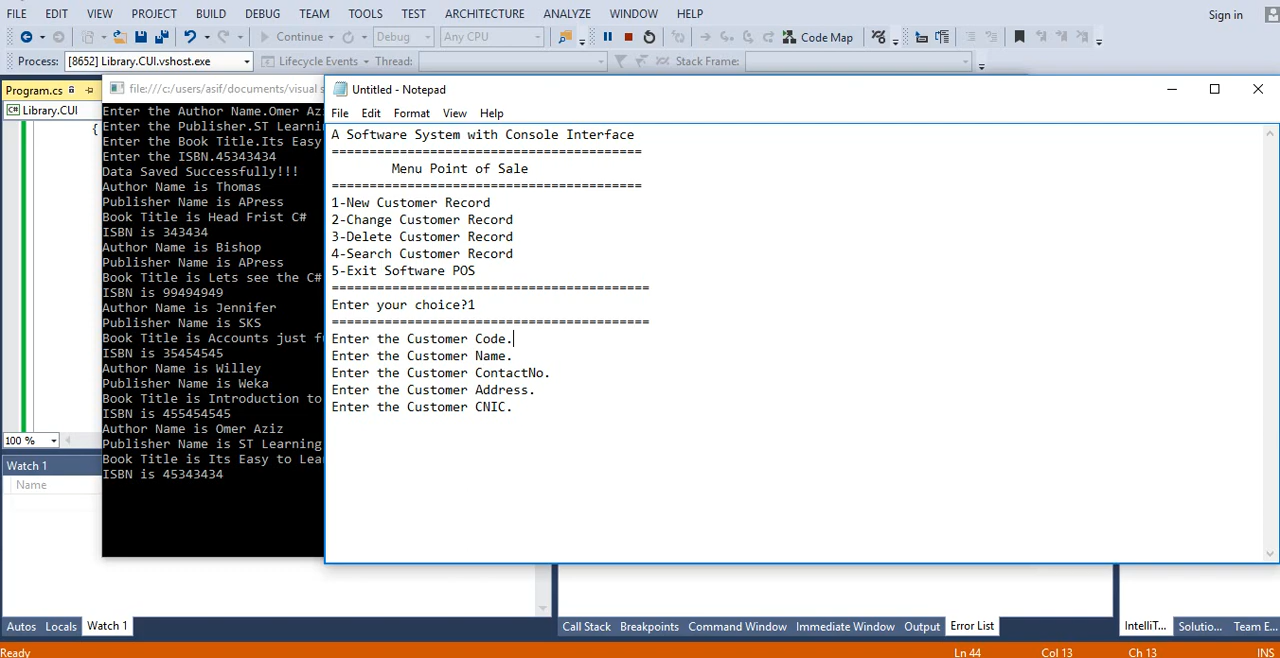 FILE EDIT VIEW PROJECT BUILD DEBUG TEAM TOOLS TEST ARCHITECTURE ANALYZE WINDOW HELP Sign in
Continue Debug Any CPU Code Map
Process: [8652] Library.CUI.vshost.exe Lifecycle Events Thread: Stack Frame:
Program.cs
C# Library.CUI
{
100 %
Watch 1
Name
file:///c:/users/asif/documents/visual s
Enter the Author Name.Omer Azi
Enter the Publisher.ST Learnin
Enter the Book Title.Its Easy
Enter the ISBN.45343434
Data Saved Successfully!!!
Author Name is Thomas
Publisher Name is APress
Book Title is Head Frist C#
ISBN is 343434
Author Name is Bishop
Publisher Name is APress
Book Title is Lets see the C#
ISBN is 99494949
Author Name is Jennifer
Publisher Name is SKS
Book Title is Accounts just f
ISBN is 35454545
Author Name is Willey
Publisher Name is Weka
Book Title is Introduction to
ISBN is 455454545
Author Name is Omer Aziz
Publisher Name is ST Learning
Book Title is Its Easy to Lea
ISBN is 45343434
Untitled - Notepad
File Edit Format View Help
A Software System with Console Interface
=========================================
Menu Point of Sale
=========================================
1-New Customer Record
2-Change Customer Record
3-Delete Customer Record
4-Search Customer Record
5-Exit Software POS
==========================================
Enter your choice?1
==========================================
Enter the Customer Code.
Enter the Customer Name.
Enter the Customer ContactNo.
Enter the Customer Address.
Enter the Customer CNIC.
Autos Locals Watch 1 Call Stack Breakpoints Command Window Immediate Window Output Error List IntelliT... Solutio... Team E...
Ready Ln 44 Col 13 Ch 13 INS